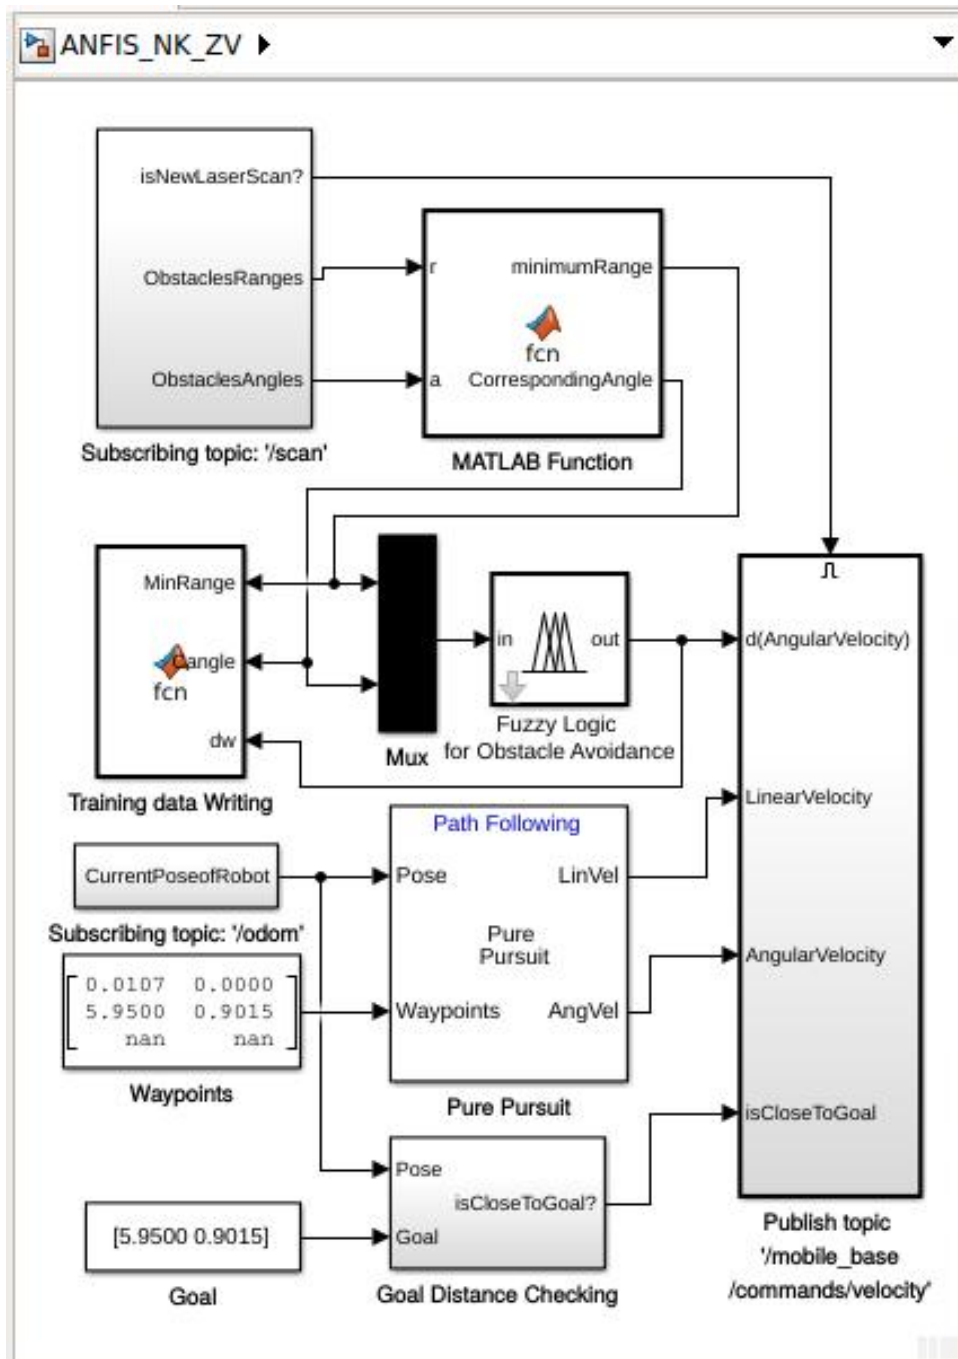 ANFIS_NK_ZV
isNewLaserScan?
ObstaclesRanges
ObstaclesAngles
Subscribing topic: '/scan'
r
minimumRange
fcn
a
CorrespondingAngle
MATLAB Function
MinRange
angle
fcn
dw
Training data Writing
Mux
in
out
Fuzzy Logic
for Obstacle Avoidance
d(AngularVelocity)
LinearVelocity
AngularVelocity
isCloseToGoal
Publish topic
'/mobile_base
/commands/velocity'
CurrentPoseofRobot
Subscribing topic: '/odom'
Path Following
Pose
LinVel
Pure
Pursuit
Waypoints
AngVel
Pure Pursuit
0.0107 0.0000
5.9500 0.9015
nan nan
Waypoints
Pose
isCloseToGoal?
Goal
Goal Distance Checking
[5.9500 0.9015]
Goal